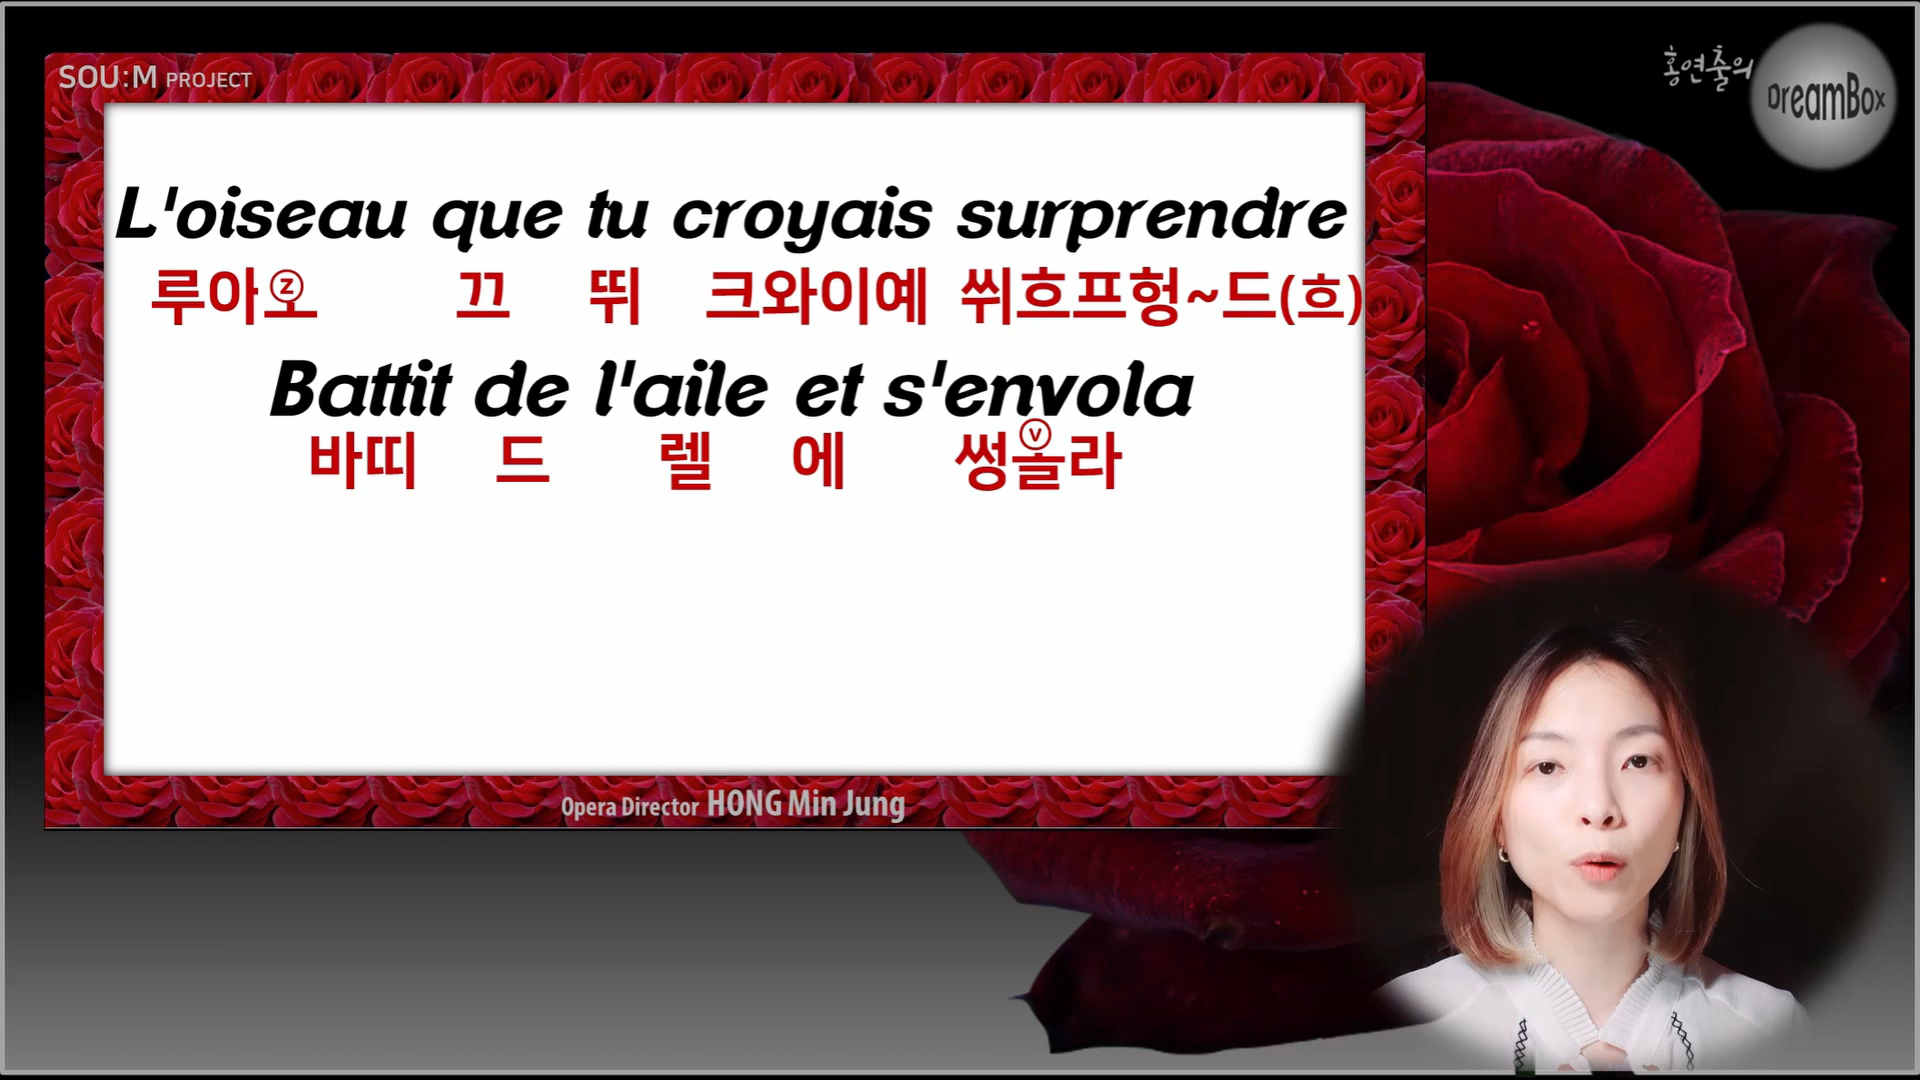 SOU:M PROJECT
홍연출의 DreamBox
L'oiseau que tu croyais surprendre
루아ⓩ오 끄 뛰 크와이예 쒸흐프헝~드(흐)
Battit de l'aile et s'envola
바띠 드 렐 에 썽ⓥ올라
Opera Director HONG Min Jung